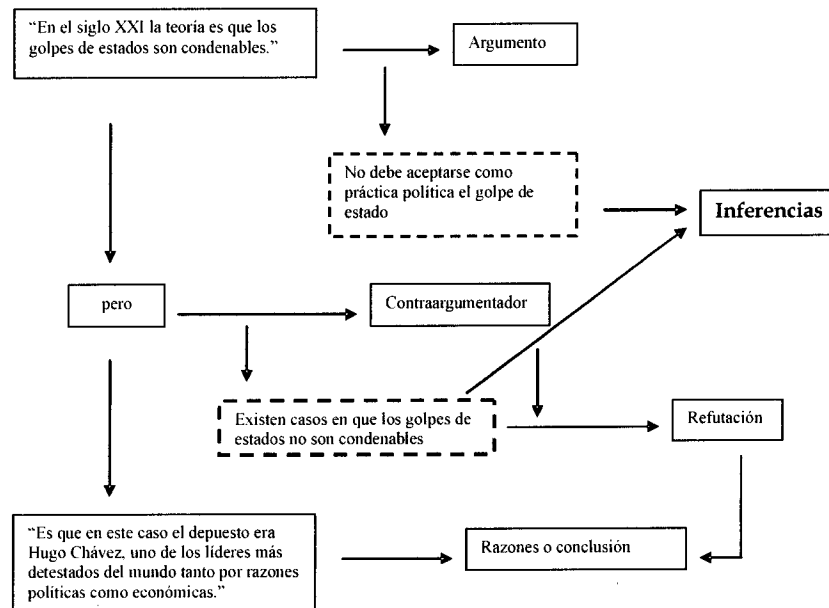 “En el siglo XXI la teoría es que los
golpes de estados son condenables.”
Argumento
No debe aceptarse como
práctica política el golpe de
estado
Inferencias
pero
Contraargumentador
Existen casos en que los golpes de
estados no son condenables
Refutación
“Es que en este caso el depuesto era
Hugo Chávez, uno de los líderes más
detestados del mundo tanto por razones
políticas como económicas.”
Razones o conclusión